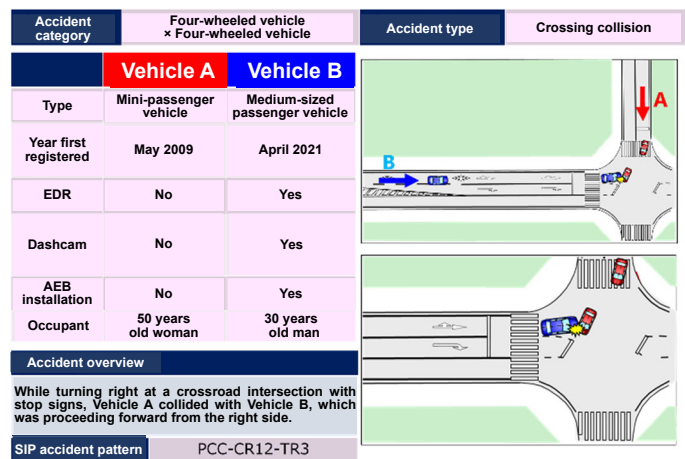 Accident category
Four-wheeled vehicle
× Four-wheeled vehicle
Accident type
Crossing collision
Vehicle A
Vehicle B
Type
Mini-passenger vehicle
Medium-sized passenger vehicle
Year first registered
May 2009
April 2021
EDR
No
Yes
Dashcam
No
Yes
AEB installation
No
Yes
Occupant
50 years old woman
30 years old man
Accident overview
While turning right at a crossroad intersection with
stop signs, Vehicle A collided with Vehicle B, which
was proceeding forward from the right side.
SIP accident pattern
PCC-CR12-TR3
A
B